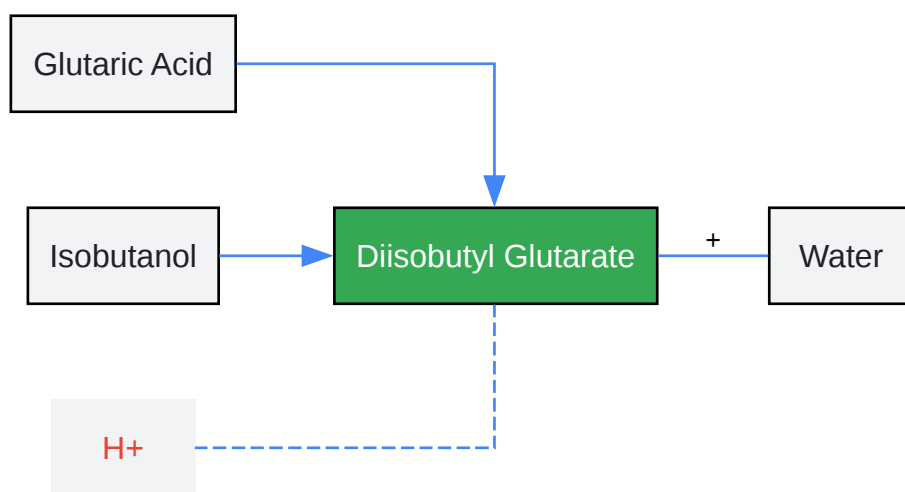 Glutaric Acid
Isobutanol
Diisobutyl Glutarate
+
Water
H+